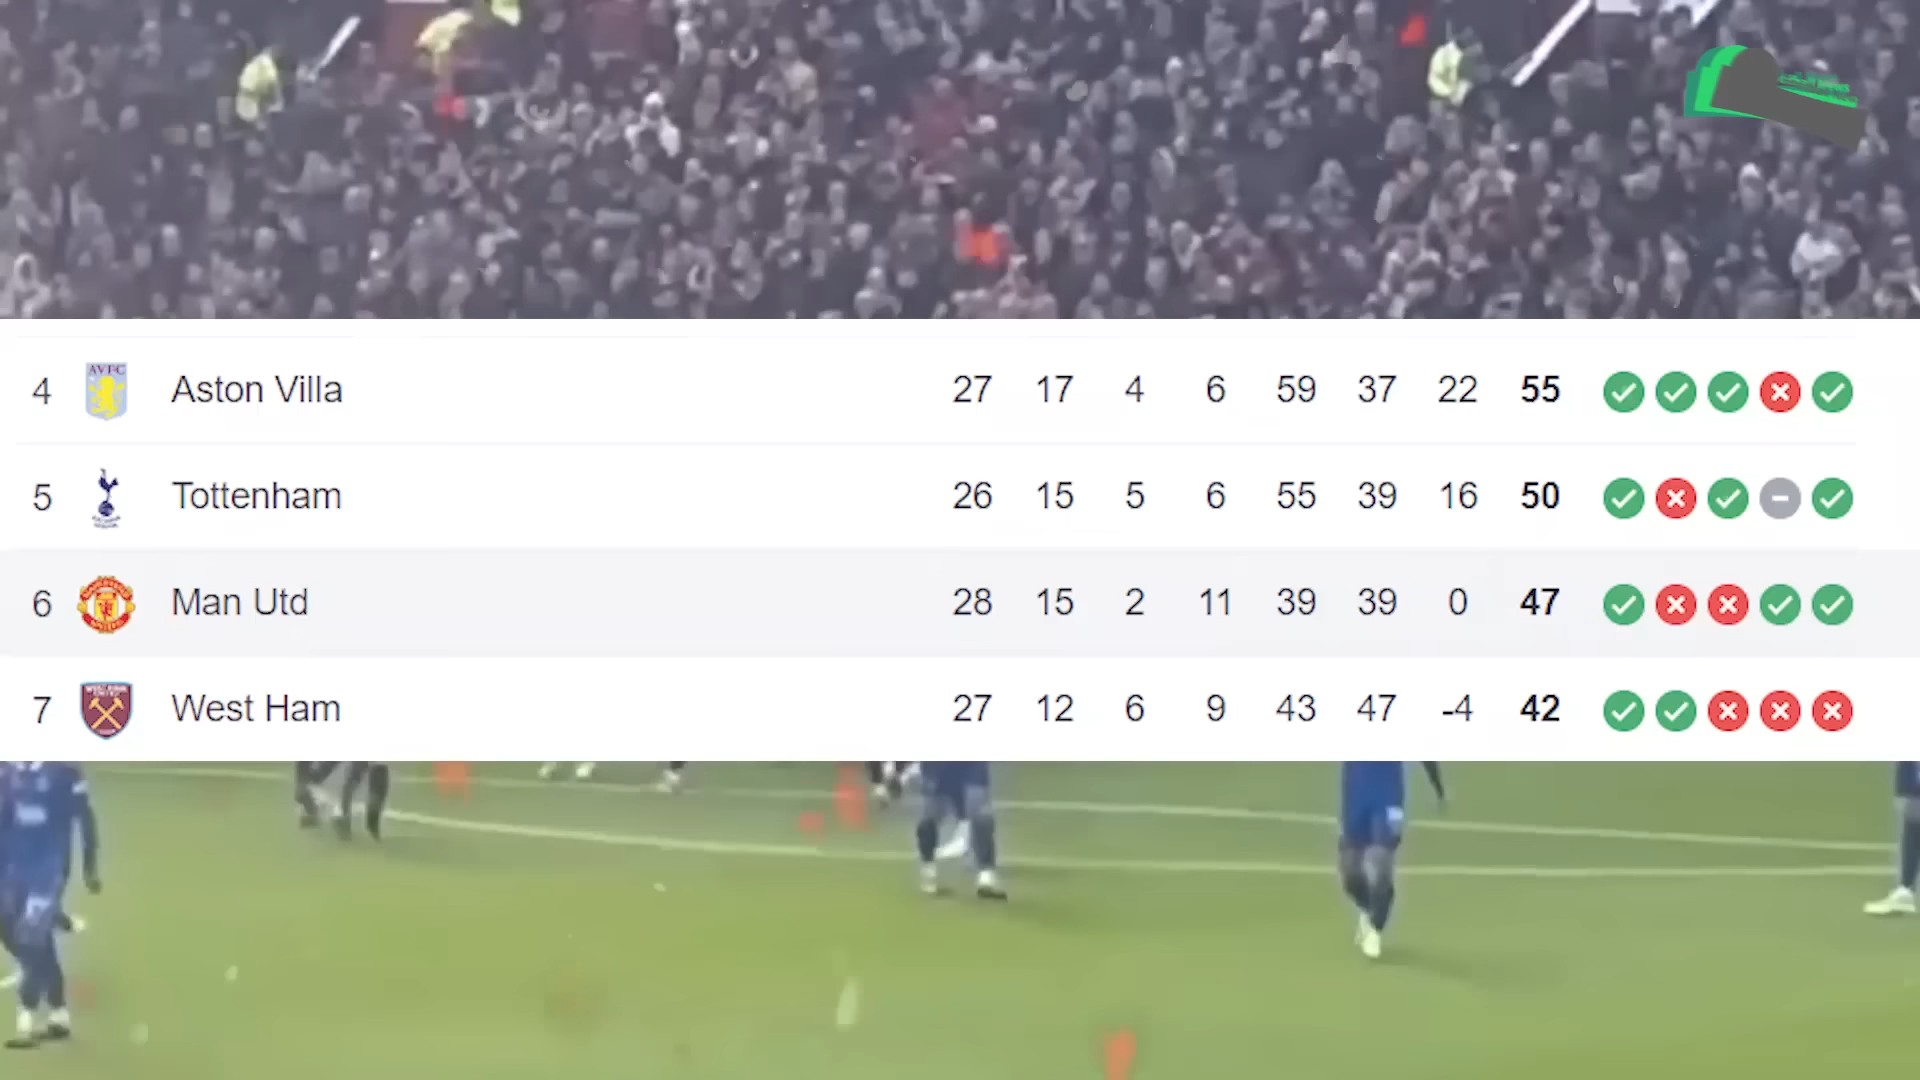 4 AVFC Aston Villa 27 17 4 6 59 37 22 55
5 Tottenham 26 15 5 6 55 39 16 50
6 Man Utd 28 15 2 11 39 39 0 47
7 West Ham 27 12 6 9 43 47 -4 42